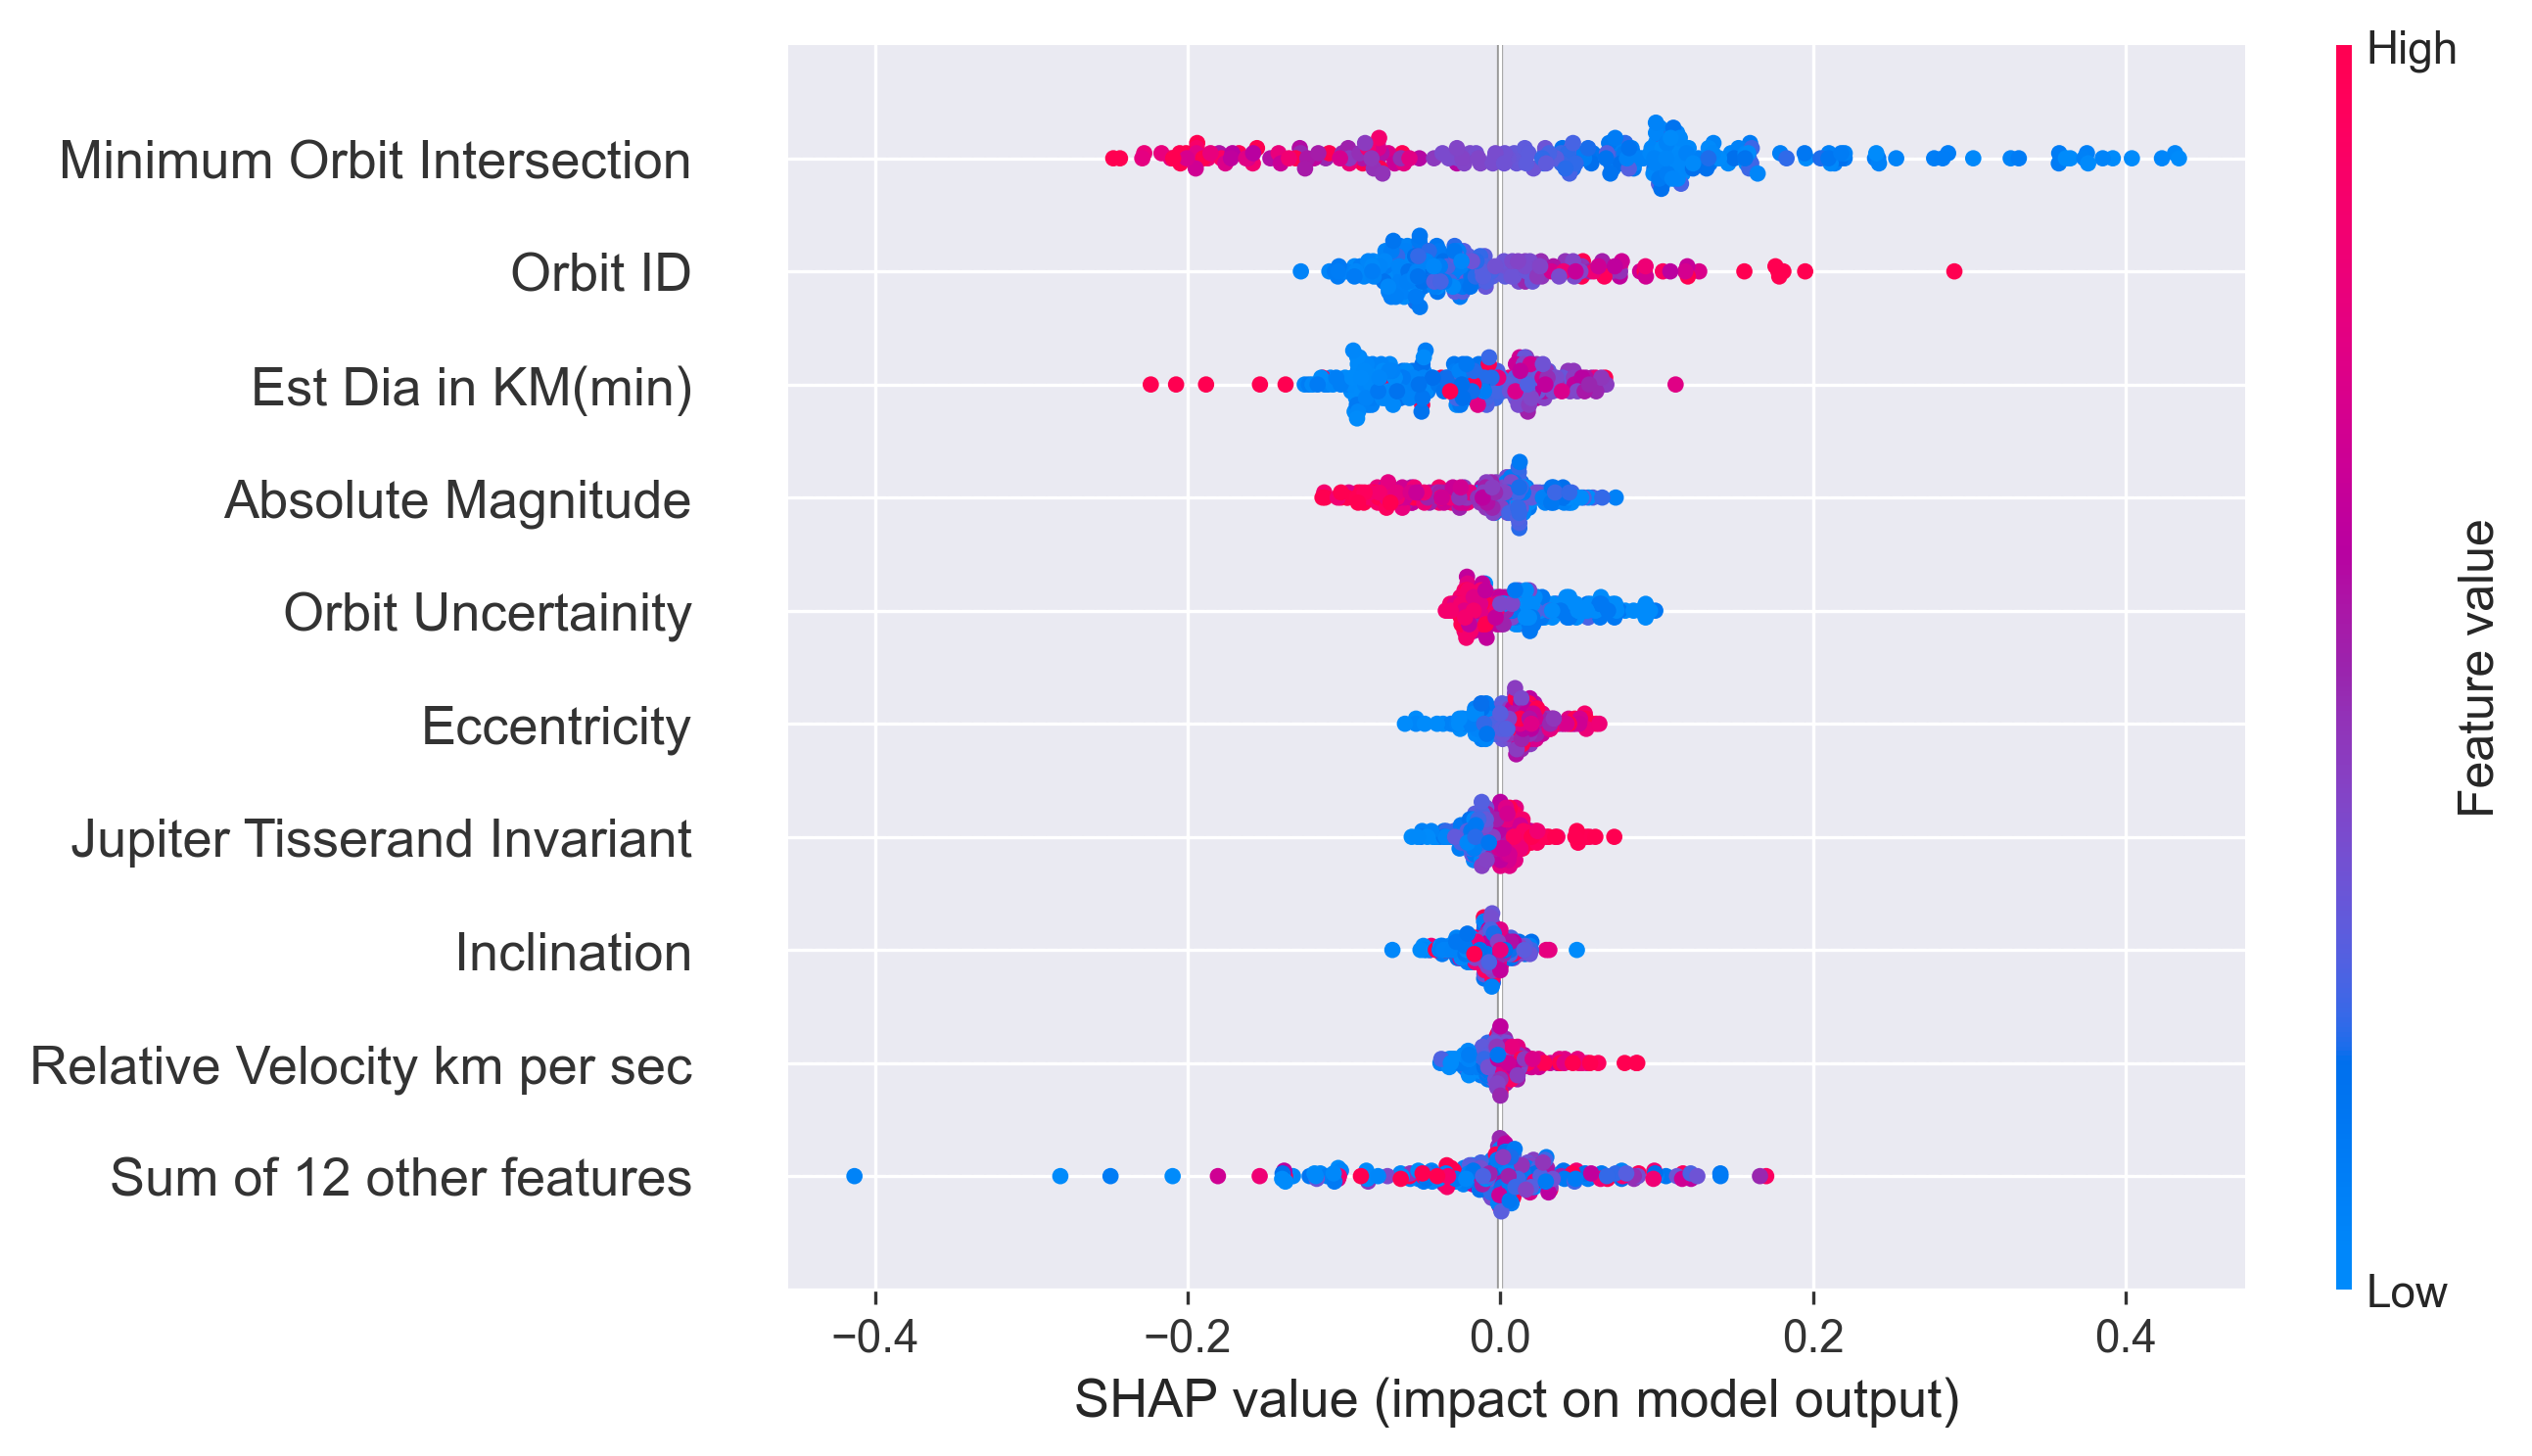 High
Minimum Orbit Intersection
Orbit ID
Est Dia in KM(min)
Absolute Magnitude
Orbit Uncertainity
Eccentricity
Jupiter Tisserand Invariant
Inclination
Relative Velocity km per sec
Sum of 12 other features
Feature value
Low
−0.4 −0.2 0.0 0.2 0.4
SHAP value (impact on model output)